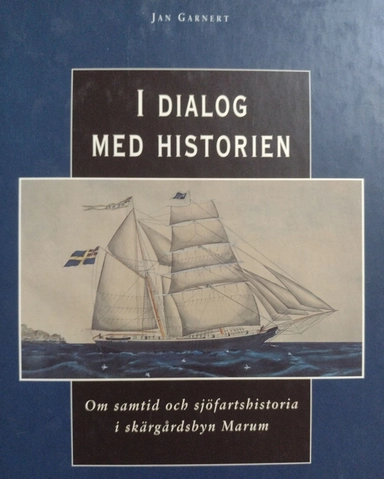 JAN GARNERT
I DIALOG
MED HISTORIEN
Om samtid och sjöfartshistoria
i skärgårdsbyn Marum